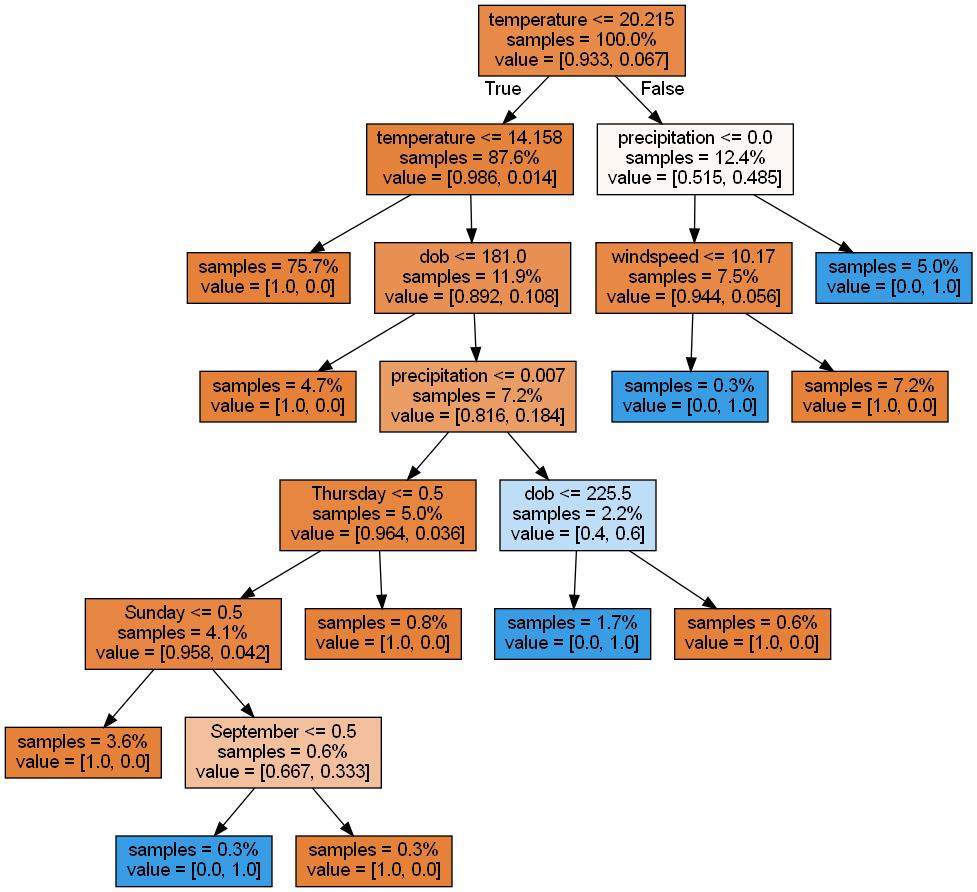 temperature <= 20.215
samples = 100.0%
value = [0.933, 0.067]
True
False
temperature <= 14.158
samples = 87.6%
value = [0.986, 0.014]
precipitation <= 0.0
samples = 12.4%
value = [0.515, 0.485]
samples = 75.7%
value = [1.0, 0.0]
dob <= 181.0
samples = 11.9%
value = [0.892, 0.108]
windspeed <= 10.17
samples = 7.5%
value = [0.944, 0.056]
samples = 5.0%
value = [0.0, 1.0]
samples = 4.7%
value = [1.0, 0.0]
precipitation <= 0.007
samples = 7.2%
value = [0.816, 0.184]
samples = 0.3%
value = [0.0, 1.0]
samples = 7.2%
value = [1.0, 0.0]
Thursday <= 0.5
samples = 5.0%
value = [0.964, 0.036]
dob <= 225.5
samples = 2.2%
value = [0.4, 0.6]
Sunday <= 0.5
samples = 4.1%
value = [0.958, 0.042]
samples = 0.8%
value = [1.0, 0.0]
samples = 1.7%
value = [0.0, 1.0]
samples = 0.6%
value = [1.0, 0.0]
samples = 3.6%
value = [1.0, 0.0]
September <= 0.5
samples = 0.6%
value = [0.667, 0.333]
samples = 0.3%
value = [0.0, 1.0]
samples = 0.3%
value = [1.0, 0.0]